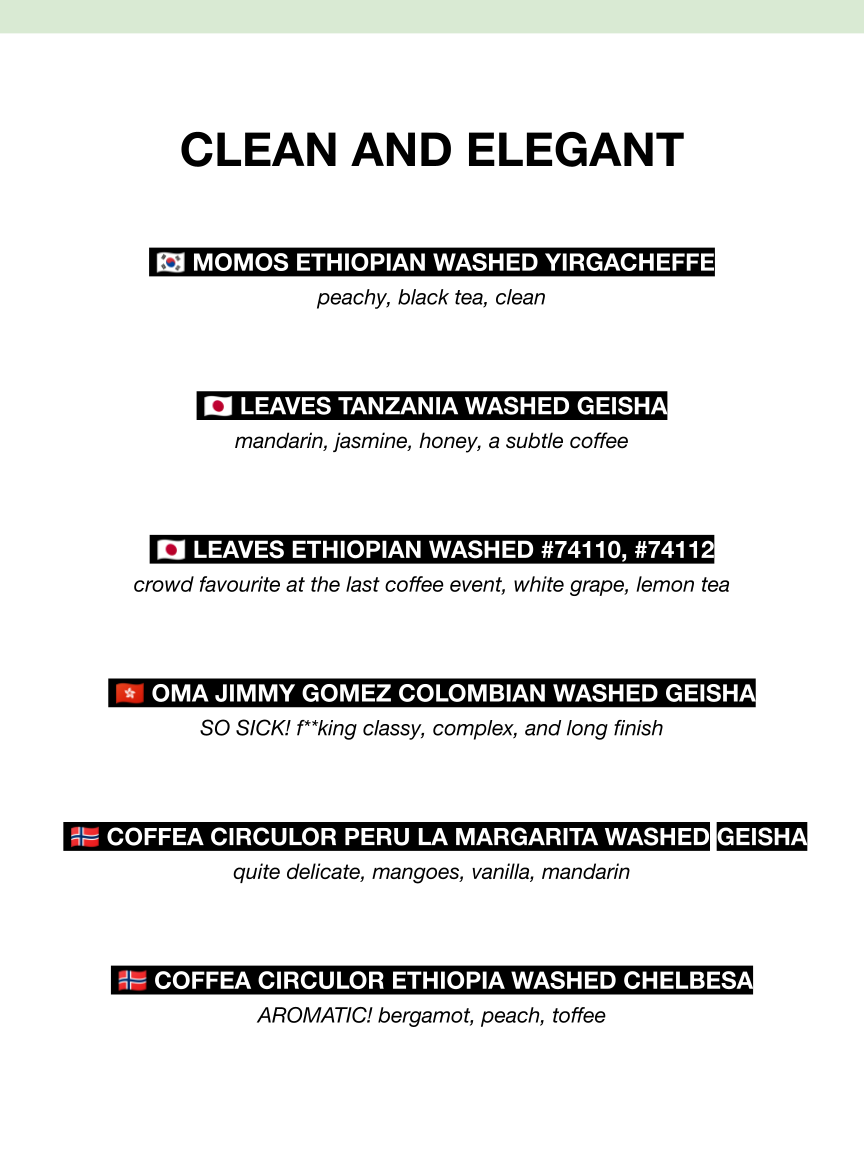 CLEAN AND ELEGANT
🇰🇷 MOMOS ETHIOPIAN WASHED YIRGACHEFFE
peachy, black tea, clean
🇯🇵 LEAVES TANZANIA WASHED GEISHA
mandarin, jasmine, honey, a subtle coffee
🇯🇵 LEAVES ETHIOPIAN WASHED #74110, #74112
crowd favourite at the last coffee event, white grape, lemon tea
🇭🇰 OMA JIMMY GOMEZ COLOMBIAN WASHED GEISHA
SO SICK! f**king classy, complex, and long finish
🇳🇴 COFFEA CIRCULOR PERU LA MARGARITA WASHED GEISHA
quite delicate, mangoes, vanilla, mandarin
🇳🇴 COFFEA CIRCULOR ETHIOPIA WASHED CHELBESA
AROMATIC! bergamot, peach, toffee